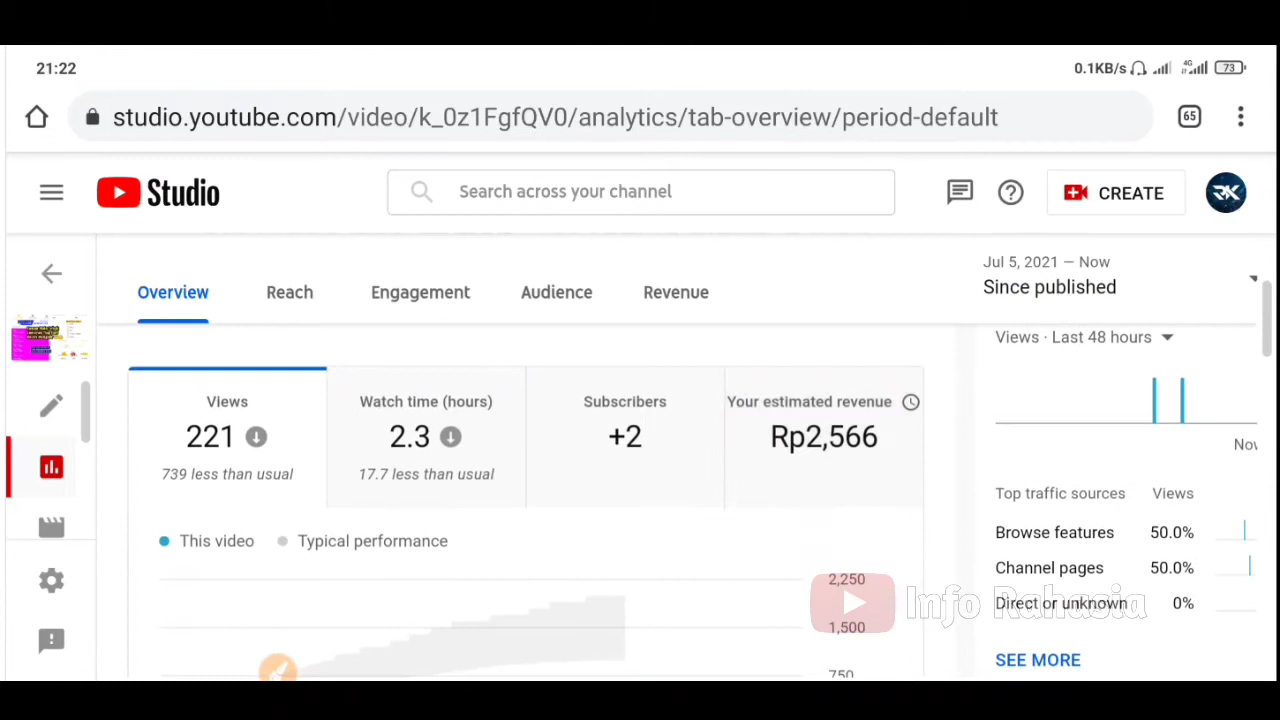 21:22
0.1KB/s 4G 73
studio.youtube.com/video/k_0z1FgfQV0/analytics/tab-overview/period-default
65
Studio
Search across your channel
CREATE
RK
Overview
Reach
Engagement
Audience
Revenue
Jul 5, 2021 – Now
Since published
Views · Last 48 hours
Now
Views
221
739 less than usual
Watch time (hours)
2.3
17.7 less than usual
Subscribers
+2
Your estimated revenue
Rp2,566
This video
Typical performance
2,250
1,500
750
Top traffic sources Views
Browse features 50.0%
Channel pages 50.0%
Direct or unknown 0%
SEE MORE
Info Rahasia